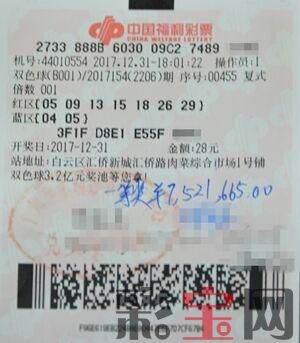 中国福利彩票
CHINA WELFARE LOTTERY
2733 888B 6030 09C2 7489
机号:44010554 2017.12.31-18:01:22 操作员:1
双色球(B001)/2017154(2206)期 序号:00455 复式
倍数 001
红区(05 09 13 15 18 26 29)
蓝区(04 05)
3F1F D8E1 E55F
开奖日:2017-12-31 金额:28元
站地址:白云区汇侨新城汇侨路肉菜综合市场1号铺
双色球3.2亿元奖池等您拿!
一等奖 7,521,665.00
彩宝网